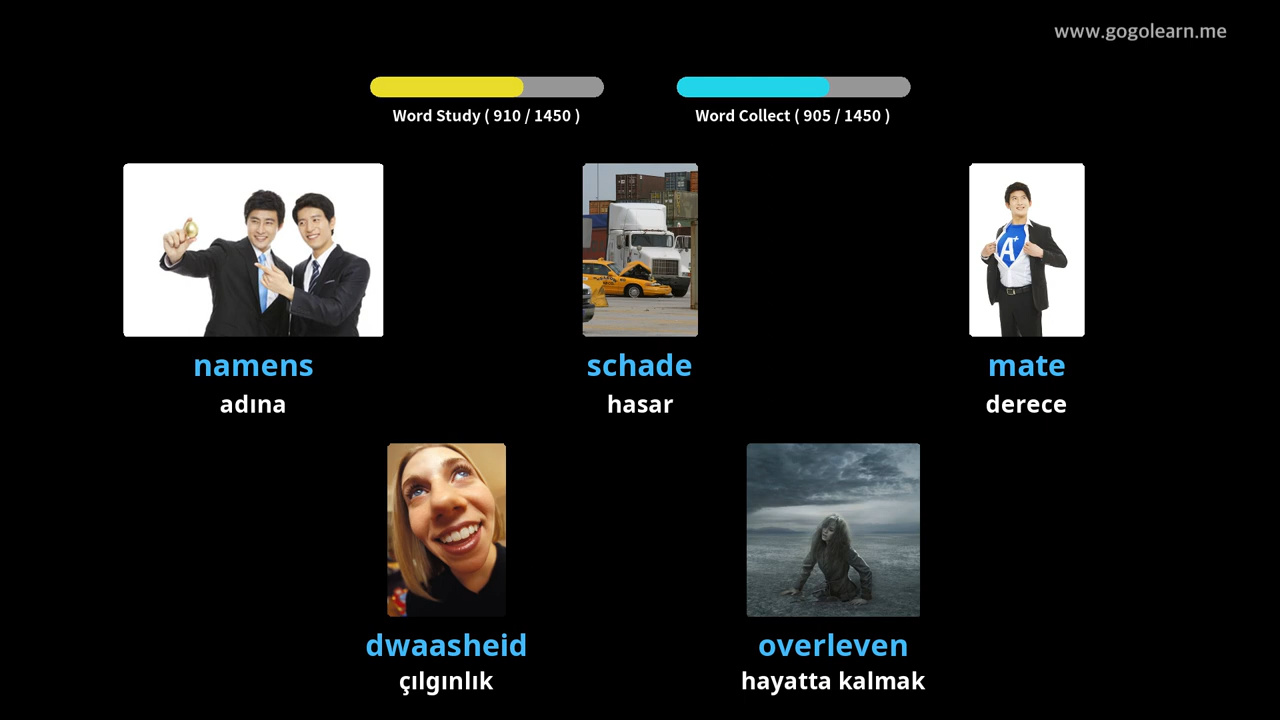 www.gogolearn.me
Word Study ( 910 / 1450 )
Word Collect ( 905 / 1450 )
A+
namens
schade
mate
adına
hasar
derece
dwaasheid
overleven
çılgınlık
hayatta kalmak